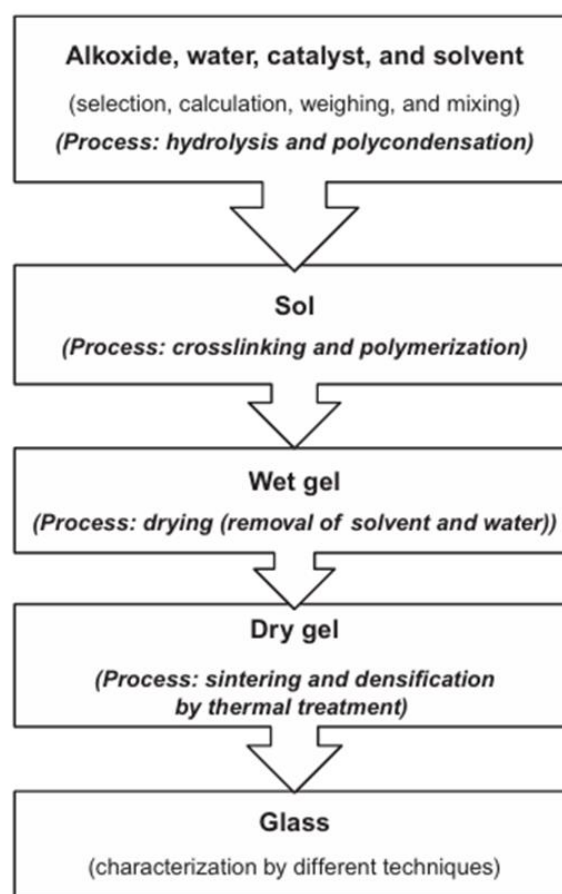 Alkoxide, water, catalyst, and solvent
(selection, calculation, weighing, and mixing)
(Process: hydrolysis and polycondensation)
Sol
(Process: crosslinking and polymerization)
Wet gel
(Process: drying (removal of solvent and water))
Dry gel
(Process: sintering and densification
by thermal treatment)
Glass
(characterization by different techniques)